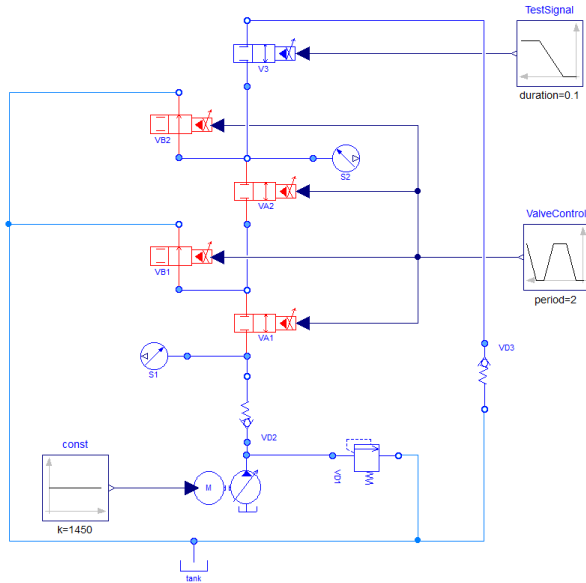 TestSignal
V3
duration=0.1
VB2
S2
VA2
ValveControl
VB1
period=2
VA1
VD3
S1
VD2
const
M
VD1
k=1450
tank